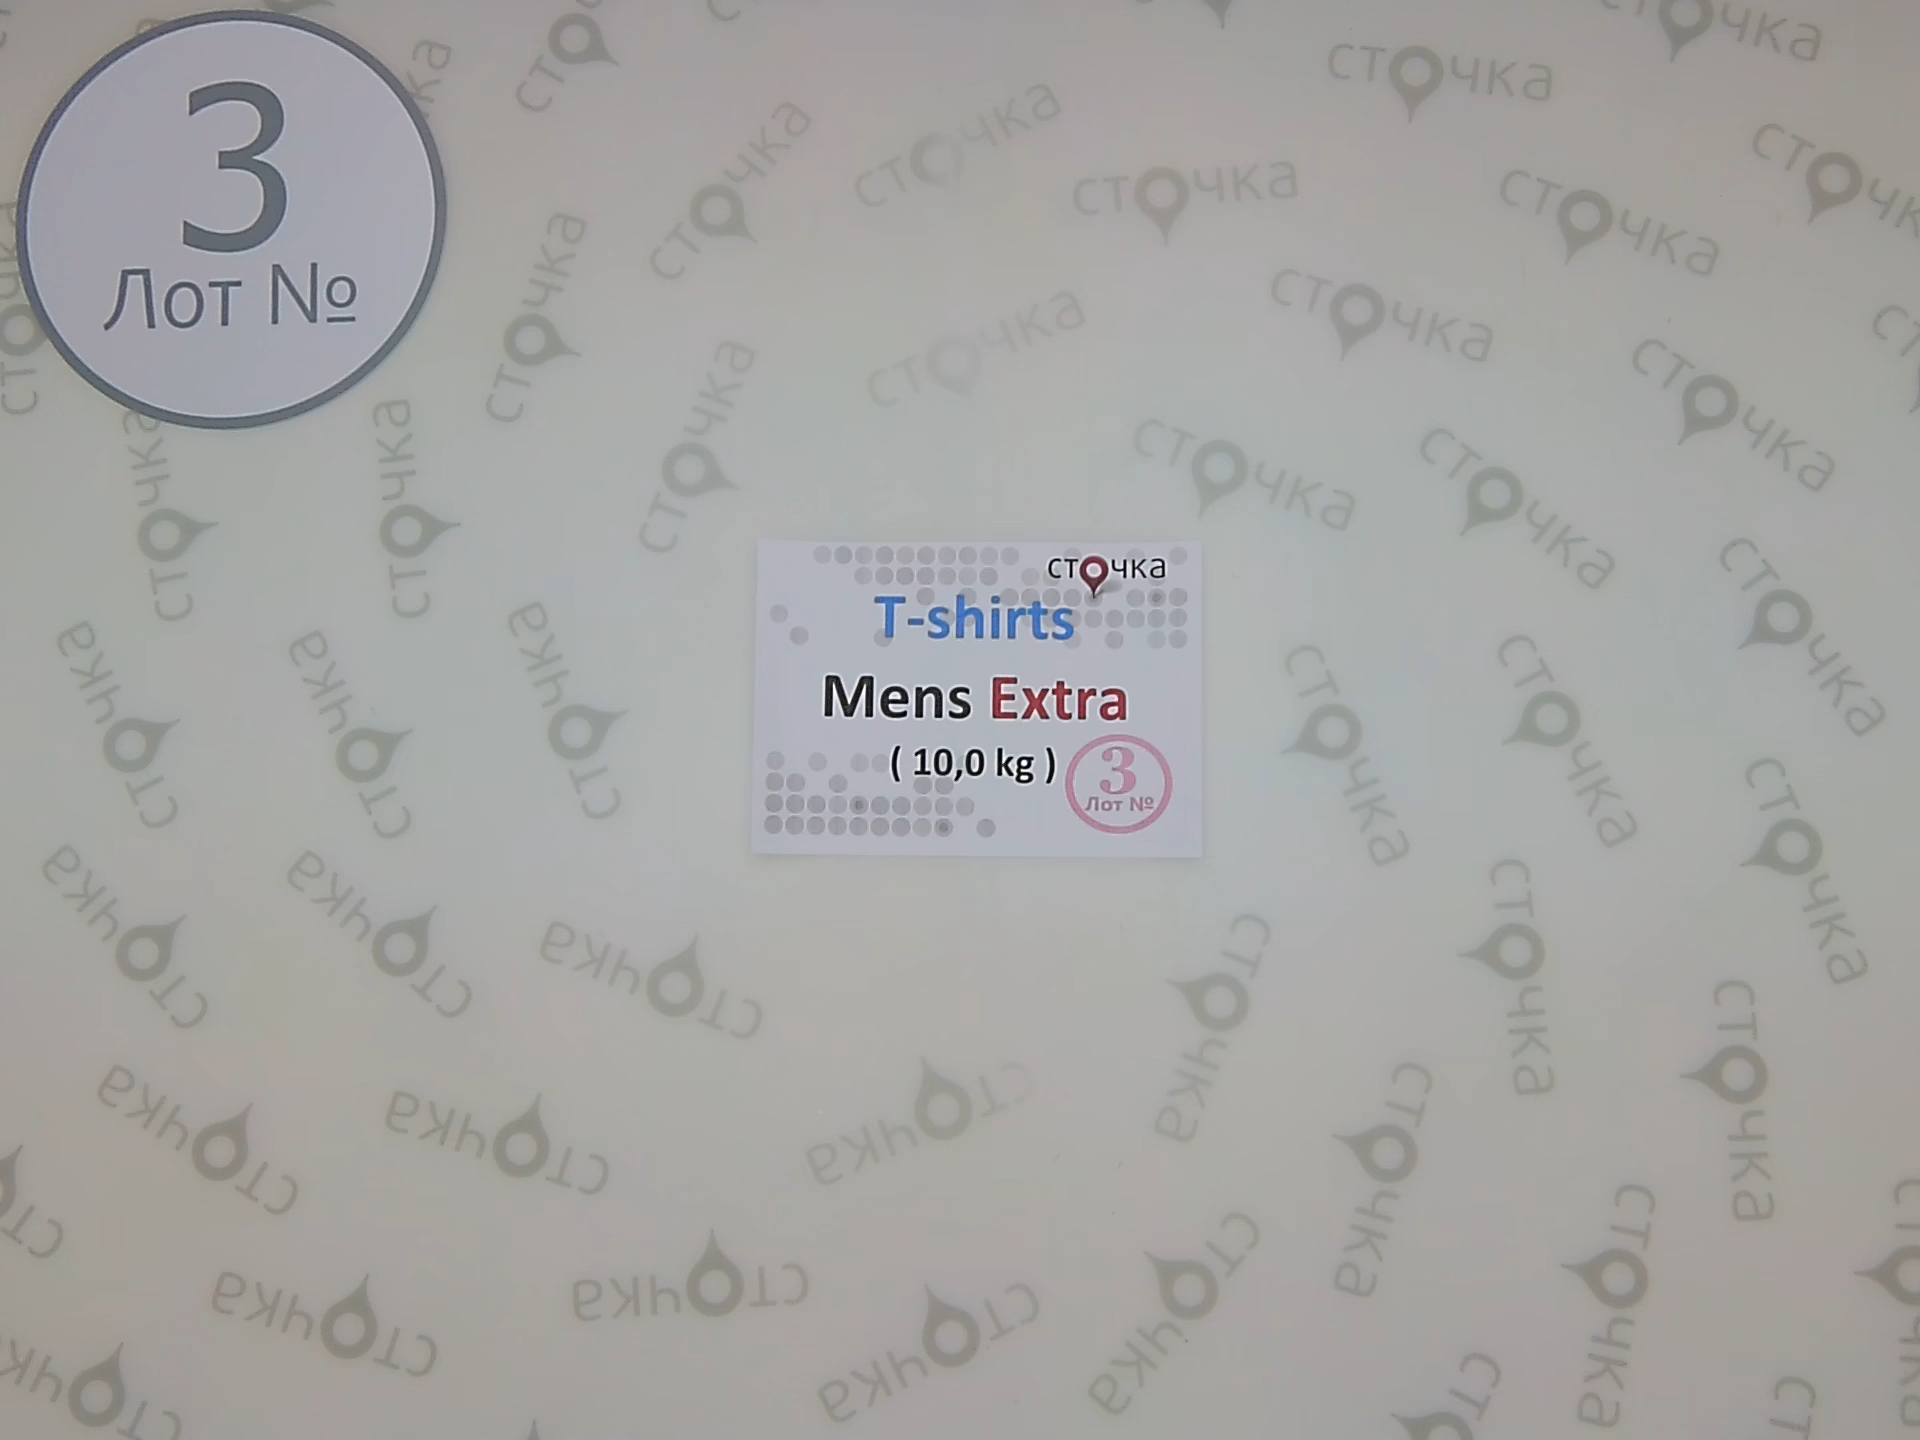 3
Лот №
сточка
T-shirts
Mens Extra
( 10,0 kg )
3
Лот №